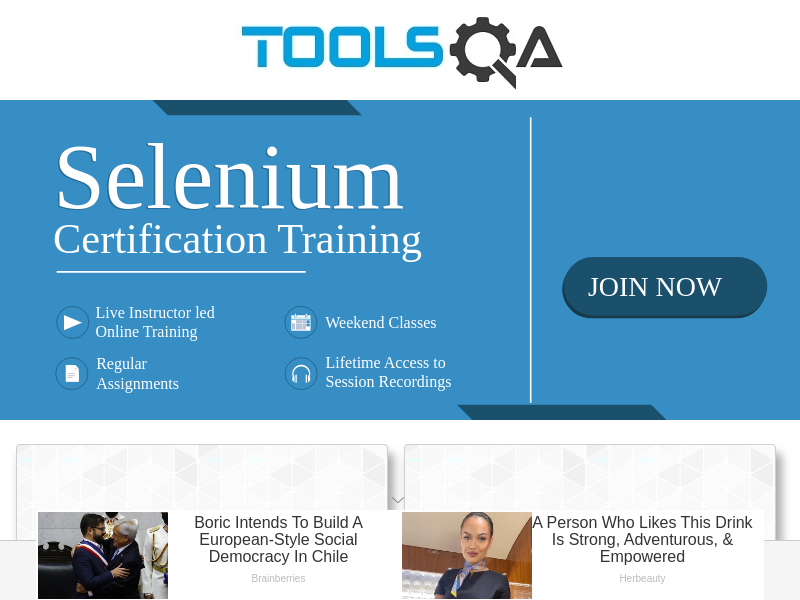 TOOLSQA
Selenium
Certification Training
JOIN NOW
Live Instructor led
Online Training
Weekend Classes
Regular
Assignments
Lifetime Access to
Session Recordings
Boric Intends To Build A
European-Style Social
Democracy In Chile
Brainberries
A Person Who Likes This Drink
Is Strong, Adventurous, &
Empowered
Herbeauty